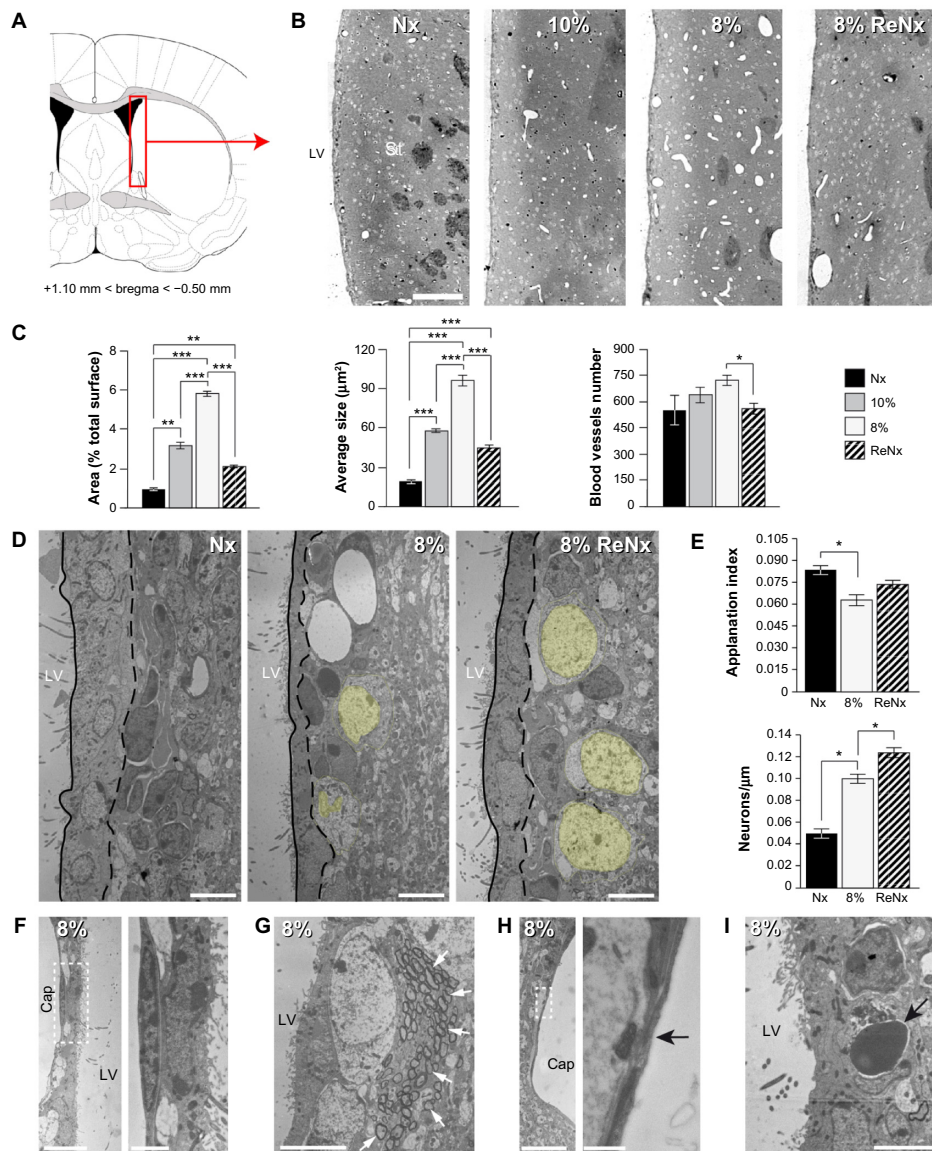 A
+1.10 mm < bregma < −0.50 mm
B
Nx
10%
8%
8% ReNx
LV
St
C
Area (% total surface)
8
6
4
2
0
**
***
***
***
**
Average size (µm²)
120
90
60
30
0
***
***
***
***
***
Blood vessels number
900
750
600
450
300
150
0
*
Nx
10%
8%
ReNx
D
Nx
8%
8% ReNx
LV
LV
LV
E
Applanation index
0.105
0.090
0.075
0.060
0.045
0.030
0.015
0
*
Nx 8% ReNx
Neurons/µm
0.14
0.12
0.10
0.08
0.06
0.04
0.02
0
*
*
Nx 8% ReNx
F
8%
Cap
LV
G
8%
LV
H
8%
Cap
I
8%
LV